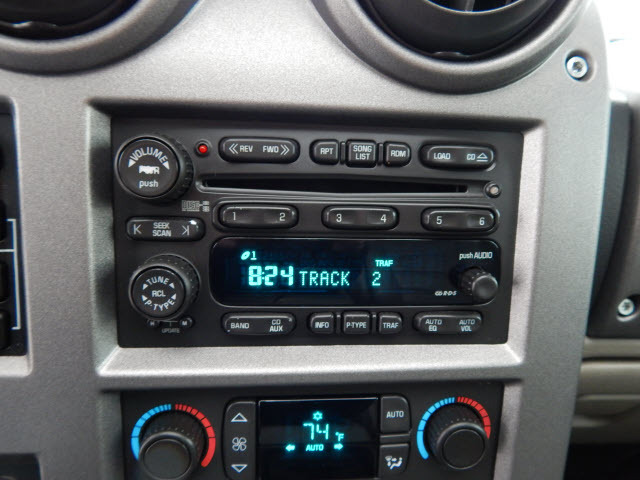 VOLUME
PWR
push
REV FWD
RPT
SONG LIST
RDM
LOAD CD
SEEK
SCAN
1 2
3 4
5 6
TUNE
RCL
P-TYPE
H M
UPDATE
1
8:24 TRACK 2
TRAF
push AUDIO
BAND
CD
AUX
INFO
P-TYPE
TRAF
AUTO EQ
AUTO VOL
74 °F
AUTO
AUTO